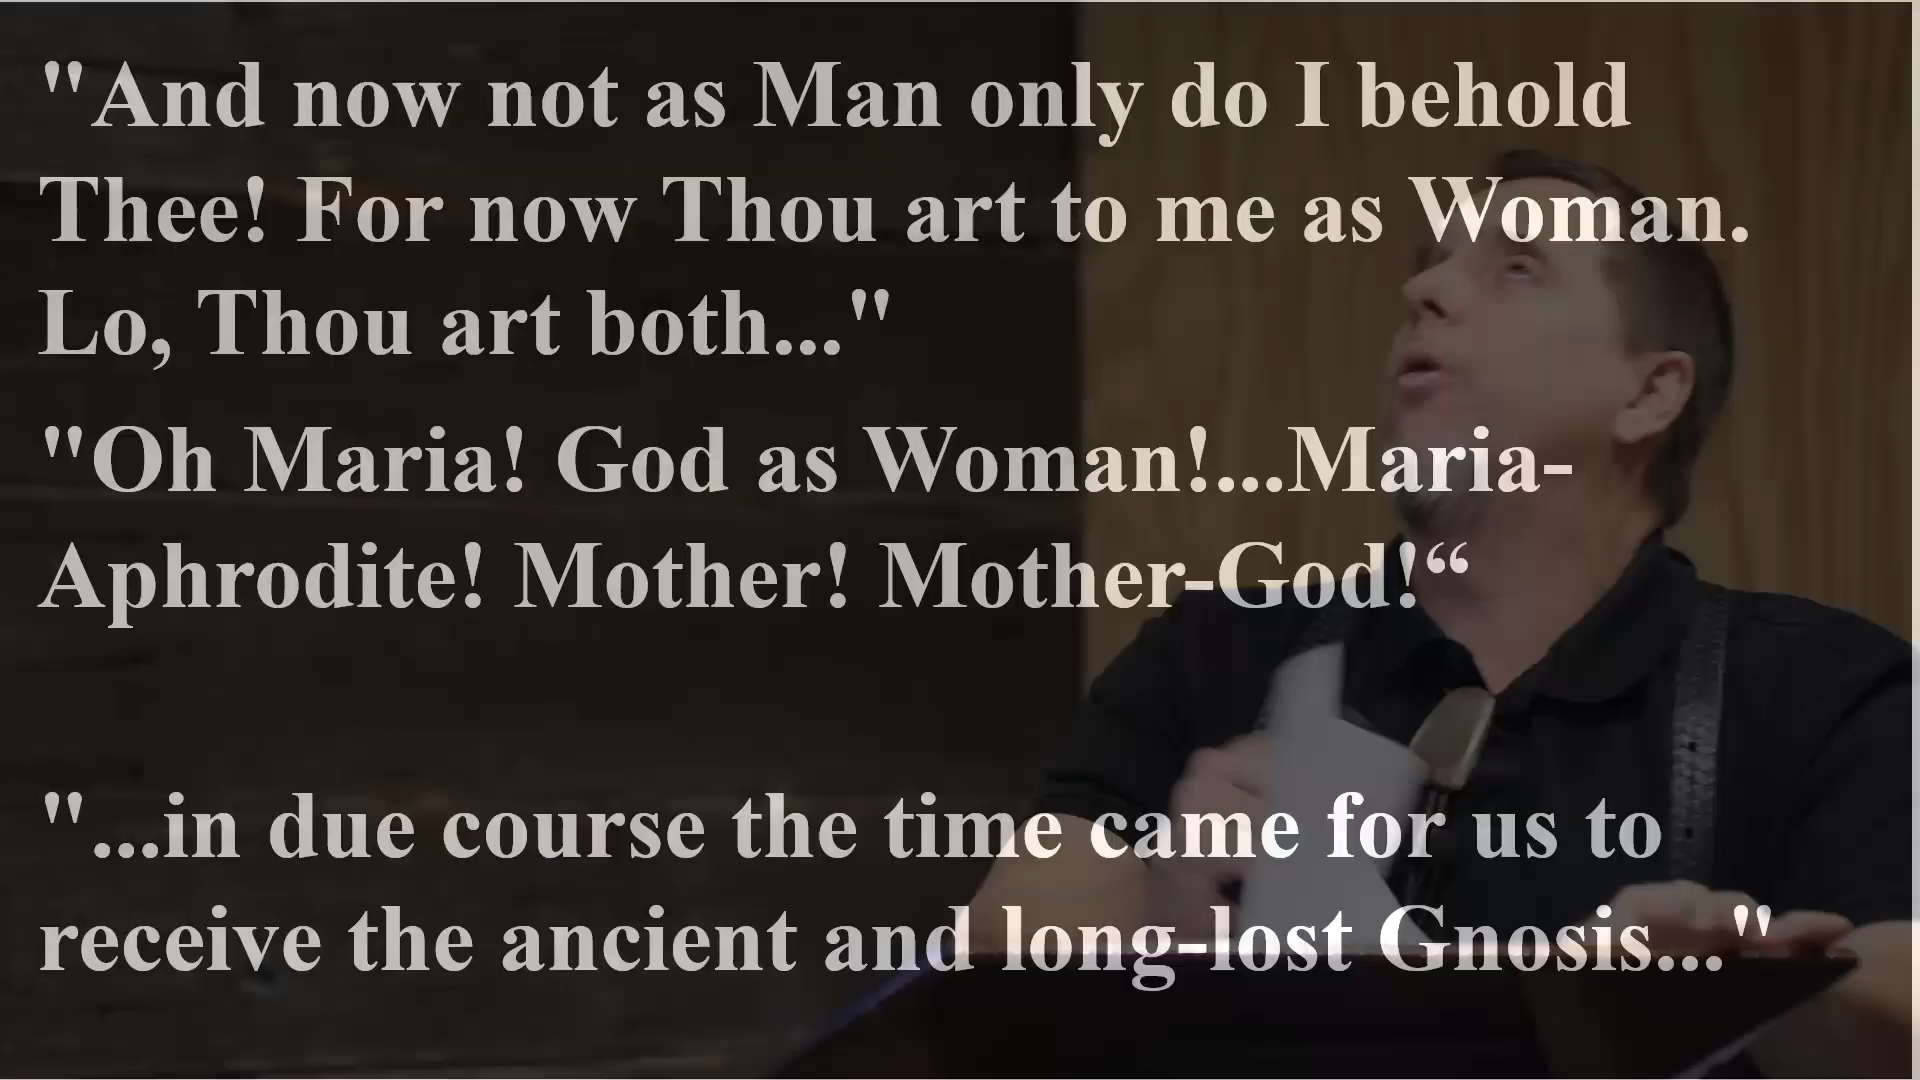 "And now not as Man only do I behold
Thee! For now Thou art to me as Woman.
Lo, Thou art both..."
"Oh Maria! God as Woman!...Maria-
Aphrodite! Mother! Mother-God!“
"...in due course the time came for us to
receive the ancient and long-lost Gnosis..."